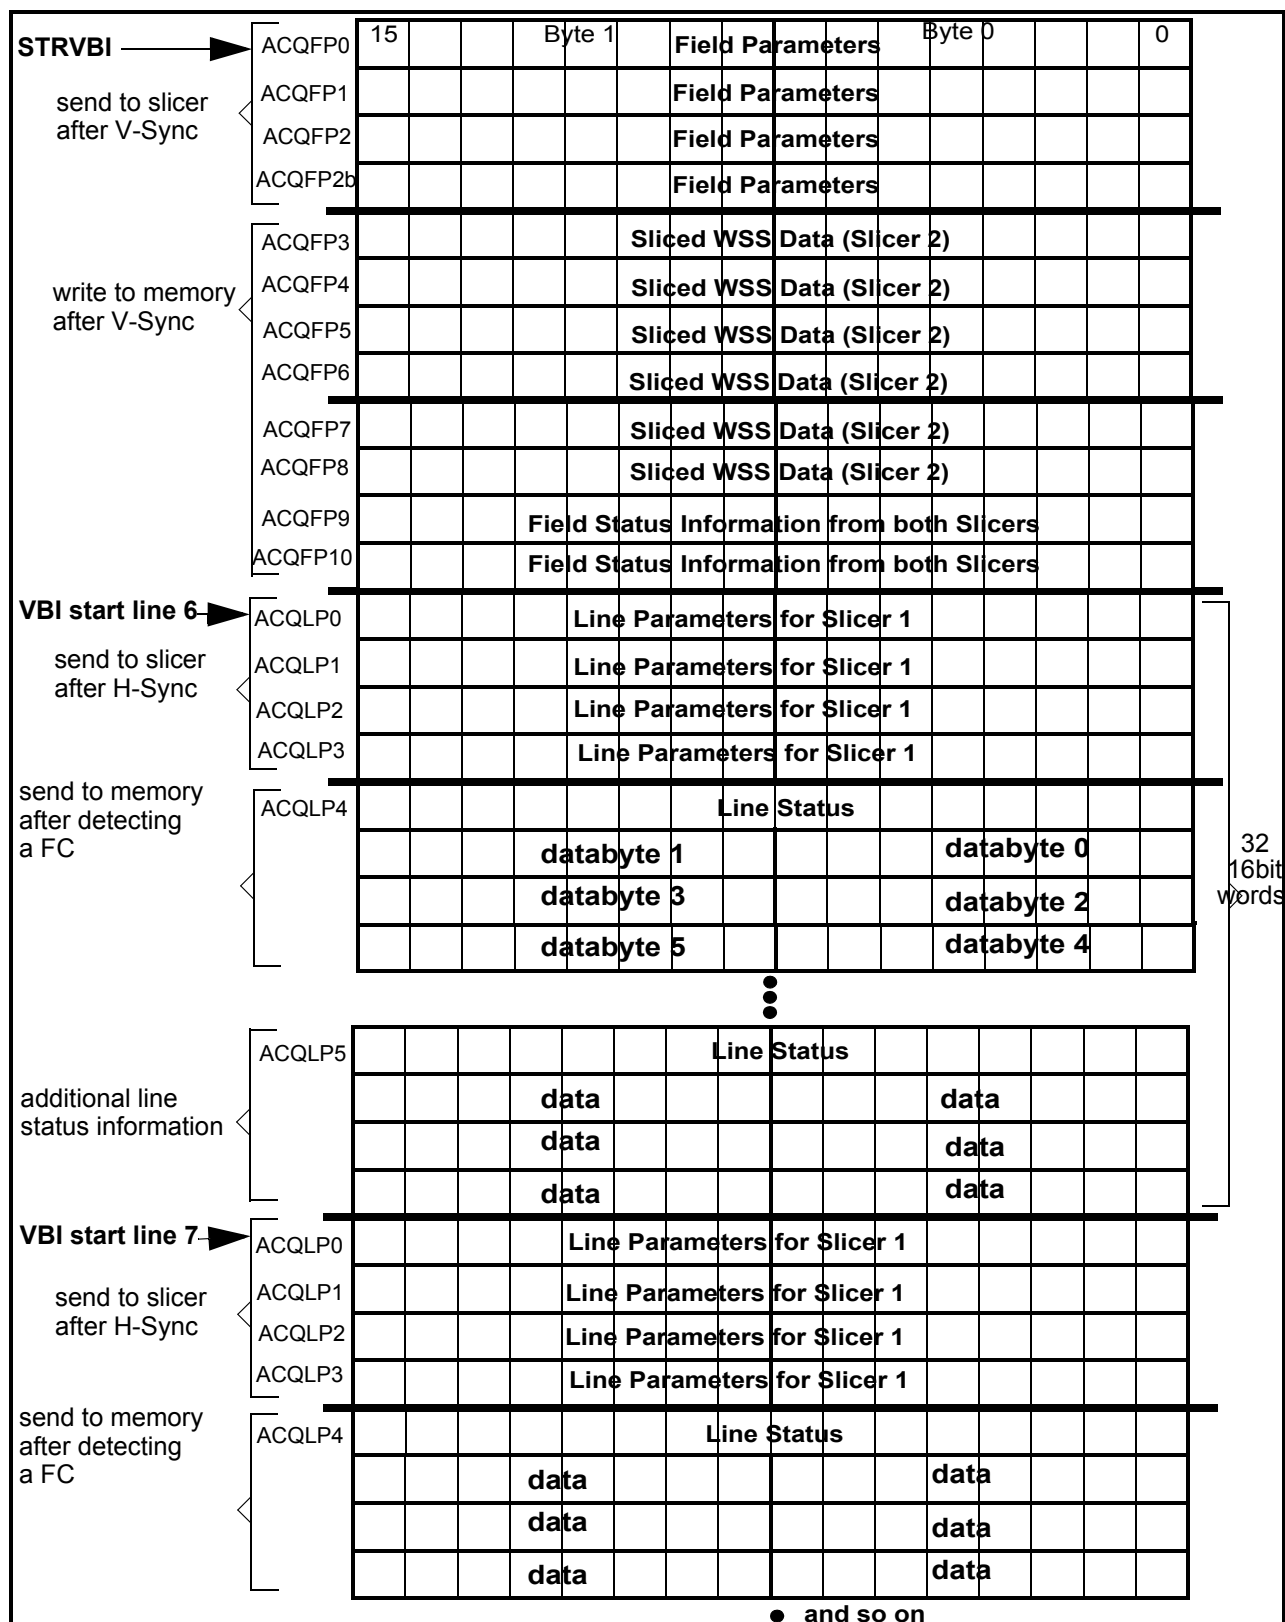 15 Byte 1 Byte 0 0
STRVBI
ACQFP0 Field Parameters
send to slicer
after V-Sync
ACQFP1 Field Parameters
ACQFP2 Field Parameters
ACQFP2b Field Parameters
ACQFP3 Sliced WSS Data (Slicer 2)
write to memory
after V-Sync
ACQFP4 Sliced WSS Data (Slicer 2)
ACQFP5 Sliced WSS Data (Slicer 2)
ACQFP6 Sliced WSS Data (Slicer 2)
ACQFP7 Sliced WSS Data (Slicer 2)
ACQFP8 Sliced WSS Data (Slicer 2)
ACQFP9 Field Status Information from both Slicers
ACQFP10 Field Status Information from both Slicers
VBI start line 6
ACQLP0 Line Parameters for Slicer 1
send to slicer
after H-Sync
ACQLP1 Line Parameters for Slicer 1
ACQLP2 Line Parameters for Slicer 1
ACQLP3 Line Parameters for Slicer 1
send to memory
after detecting
a FC
ACQLP4 Line Status
databyte 1 databyte 0
databyte 3 databyte 2
databyte 5 databyte 4
32
16bit
words
ACQLP5 Line Status
additional line
status information
data data
data data
data data
VBI start line 7
ACQLP0 Line Parameters for Slicer 1
send to slicer
after H-Sync
ACQLP1 Line Parameters for Slicer 1
ACQLP2 Line Parameters for Slicer 1
ACQLP3 Line Parameters for Slicer 1
send to memory
after detecting
a FC
ACQLP4 Line Status
data data
data data
data data
and so on